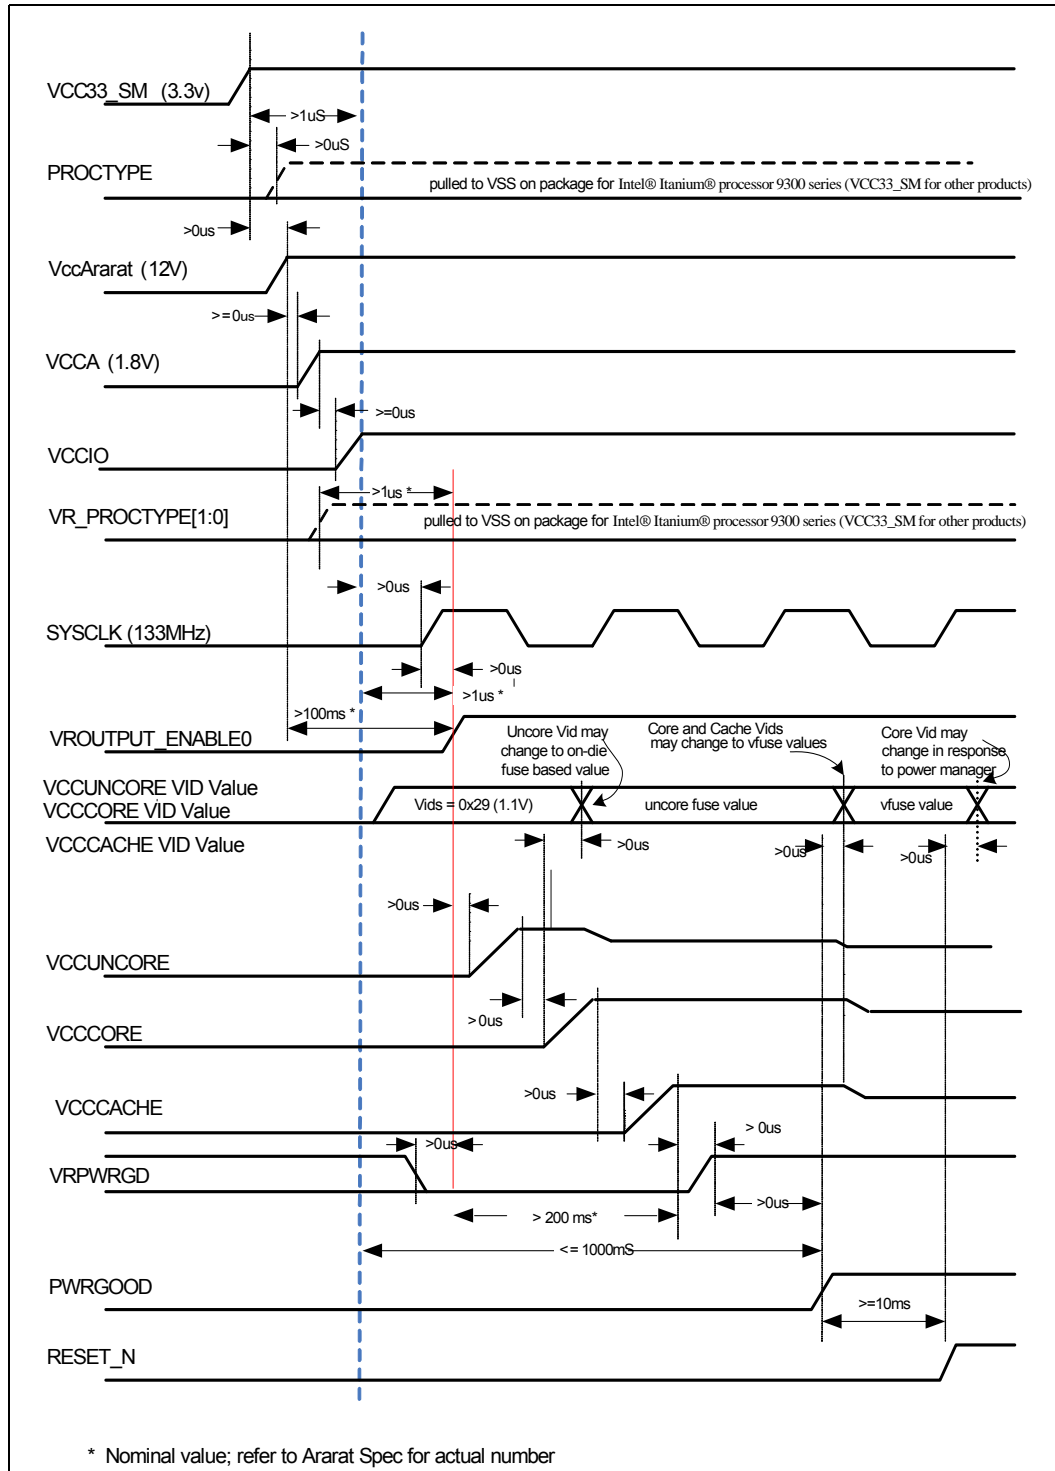 VCC33_SM (3.3v)
>1uS
>0uS
PROCTYPE
pulled to VSS on package for Intel® Itanium® processor 9300 series (VCC33_SM for other products)
>0us
VccArarat (12V)
>=0us
VCCA (1.8V)
>=0us
VCCIO
>1us *
VR_PROCTYPE[1:0]
pulled to VSS on package for Intel® Itanium® processor 9300 series (VCC33_SM for other products)
>0us
SYSCLK (133MHz)
>0us
>1us *
>100ms *
VROUTPUT_ENABLE0
Uncore Vid may
change to on-die
fuse based value
Core and Cache Vids
may change to vfuse values
Core Vid may
change in response
to power manager
VCCUNCORE VID Value
VCCCORE VID Value
VCCCACHE VID Value
Vids = 0x29 (1.1V)
uncore fuse value
vfuse value
>0us
>0us
>0us
>0us
VCCUNCORE
>0us
VCCCORE
>0us
VCCCACHE
>0us
> 0us
VRPWRGD
>0us
> 200 ms*
<= 1000mS
PWRGOOD
>=10ms
RESET_N
* Nominal value; refer to Ararat Spec for actual number